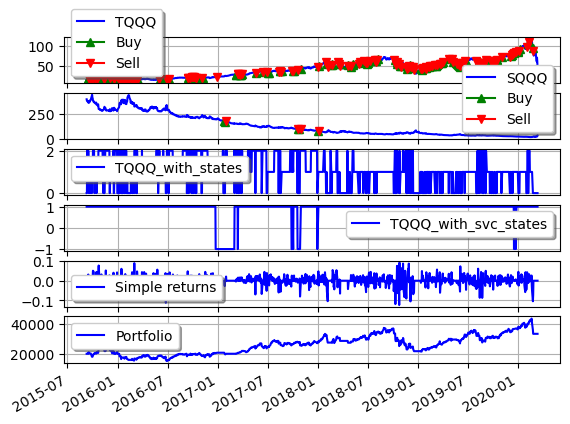 TQQQ
Buy
Sell
100
50
SQQQ
Buy
Sell
250
0
TQQQ_with_states
2
0
TQQQ_with_svc_states
1
0
−1
Simple returns
0.1
0.0
−0.1
Portfolio
40000
20000
2015-07
2016-01
2016-07
2017-01
2017-07
2018-01
2018-07
2019-01
2019-07
2020-01